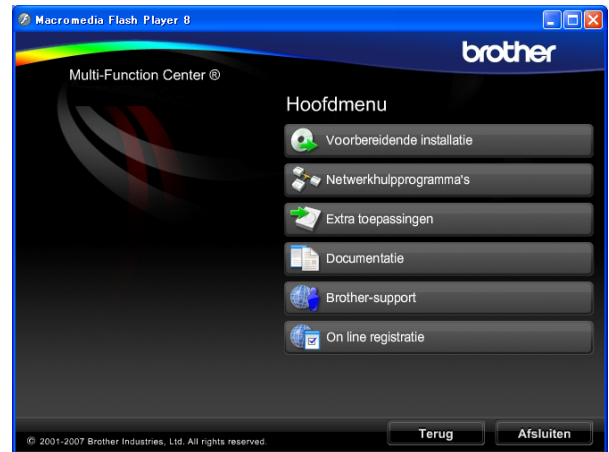 Macromedia Flash Player 8
brother
Multi-Function Center ®
Hoofdmenu
Voorbereidende installatie
Netwerkhulpprogramma's
Extra toepassingen
Documentatie
Brother-support
On line registratie
© 2001-2007 Brother Industries, Ltd. All rights reserved.
Terug
Afsluiten